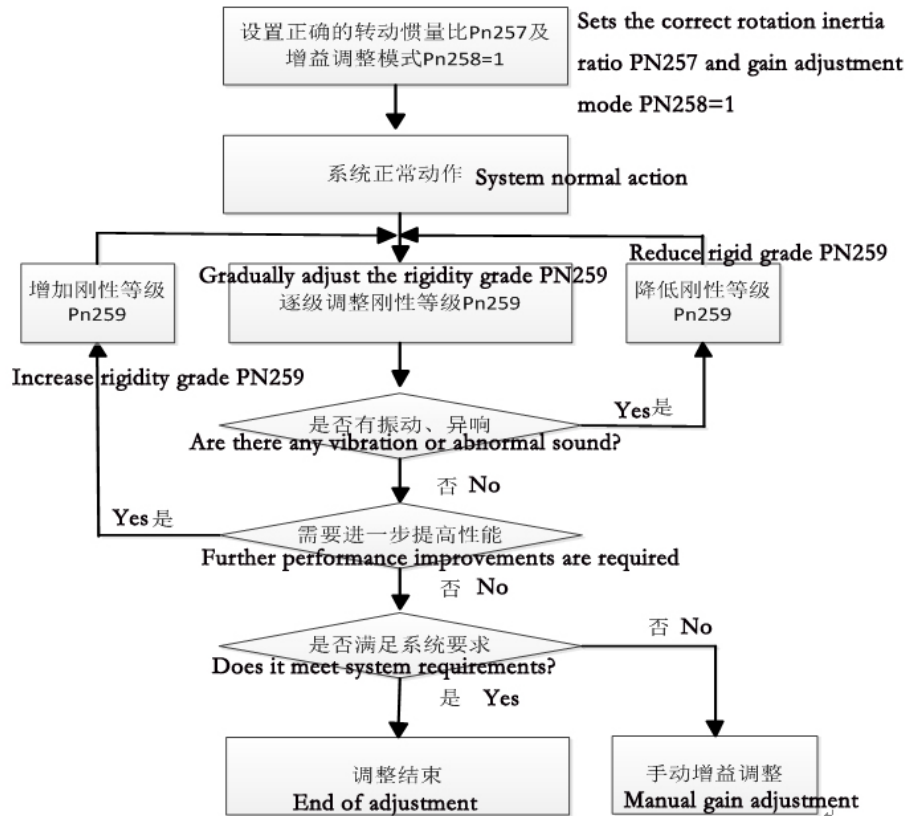 设置正确的转动惯量比Pn257及
增益调整模式Pn258=1
Sets the correct rotation inertia
ratio PN257 and gain adjustment
mode PN258=1
系统正常动作
System normal action
Reduce rigid grade PN259
Gradually adjust the rigidity grade PN259
增加刚性等级
Pn259
逐级调整刚性等级Pn259
降低刚性等级
Pn259
Increase rigidity grade PN259
是否有振动、异响
Yes是
Are there any vibration or abnormal sound?
否 No
Yes是
需要进一步提高性能
Further performance improvements are required
否 No
是否满足系统要求
否 No
Does it meet system requirements?
是 Yes
调整结束
End of adjustment
手动增益调整
Manual gain adjustment